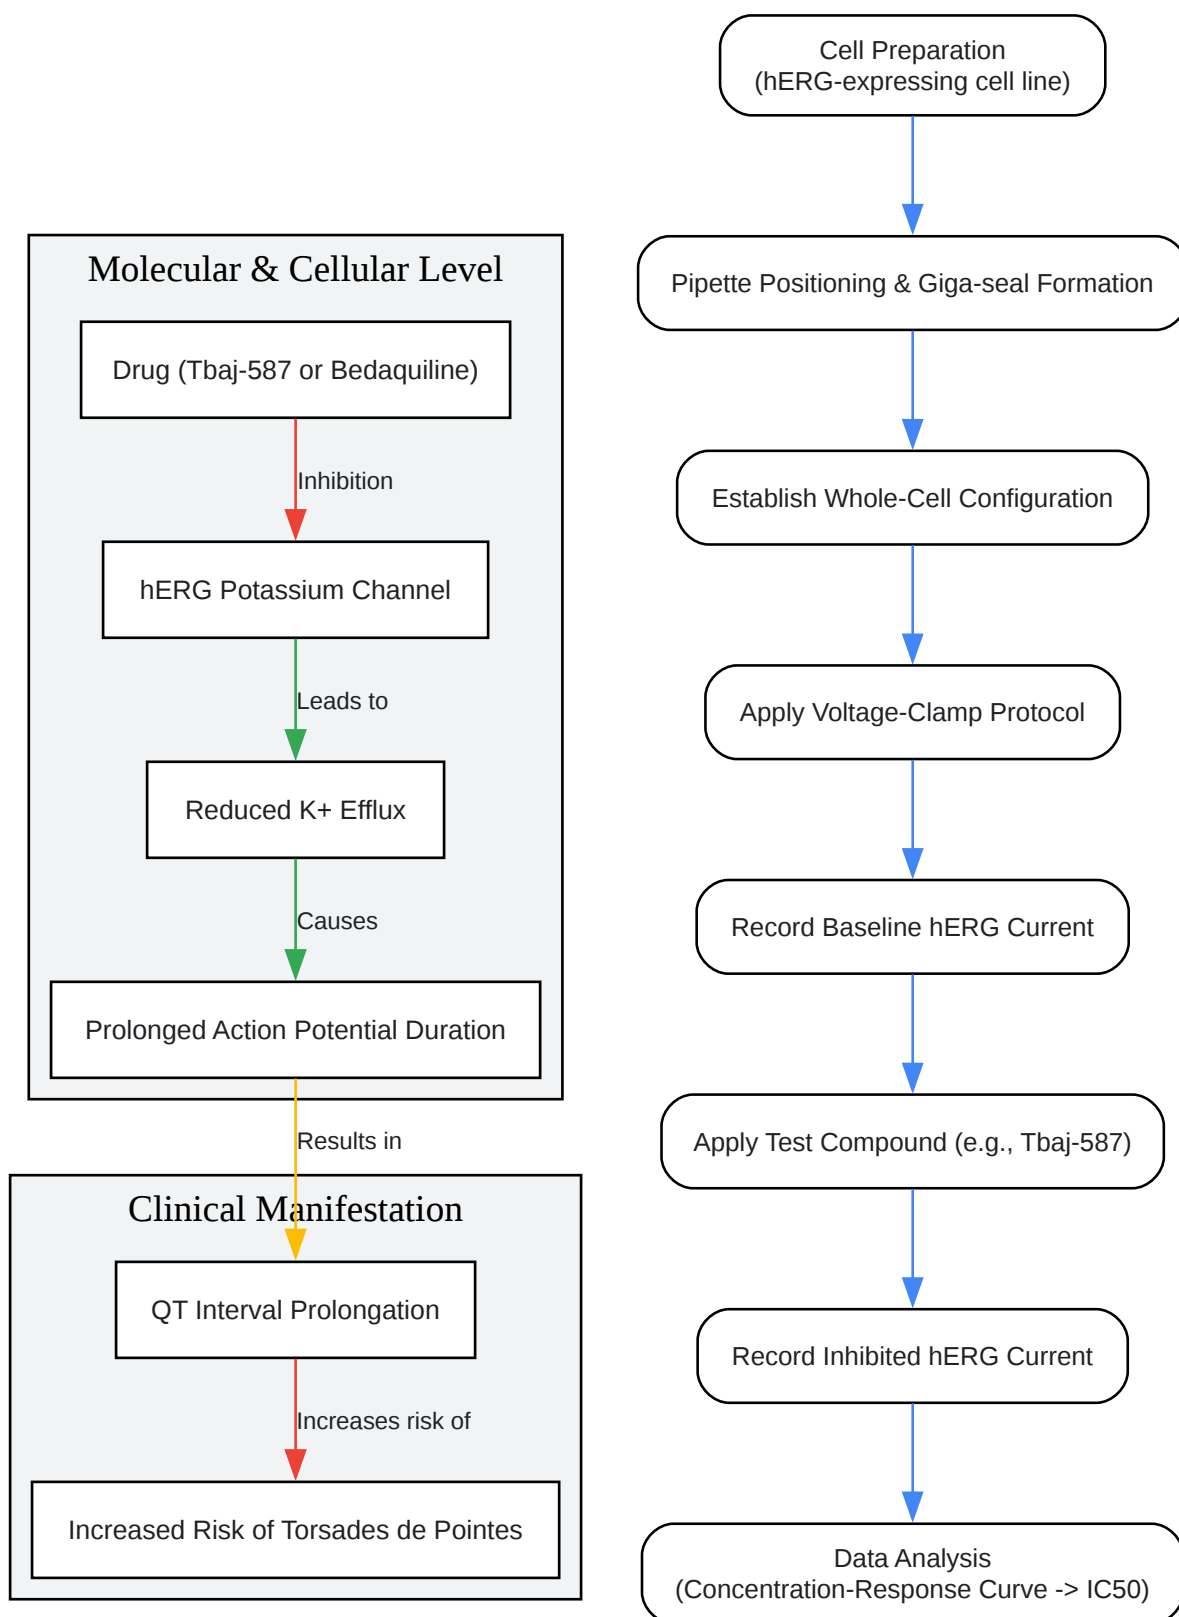 Molecular & Cellular Level
Drug (Tbaj-587 or Bedaquiline)
Inhibition
hERG Potassium Channel
Leads to
Reduced K+ Efflux
Causes
Prolonged Action Potential Duration
Results in
Clinical Manifestation
QT Interval Prolongation
Increases risk of
Increased Risk of Torsades de Pointes
Cell Preparation
(hERG-expressing cell line)
Pipette Positioning & Giga-seal Formation
Establish Whole-Cell Configuration
Apply Voltage-Clamp Protocol
Record Baseline hERG Current
Apply Test Compound (e.g., Tbaj-587)
Record Inhibited hERG Current
Data Analysis
(Concentration-Response Curve -> IC50)